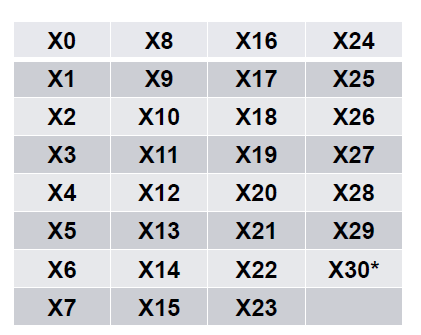 X0 X8 X16 X24
X1 X9 X17 X25
X2 X10 X18 X26
X3 X11 X19 X27
X4 X12 X20 X28
X5 X13 X21 X29
X6 X14 X22 X30*
X7 X15 X23